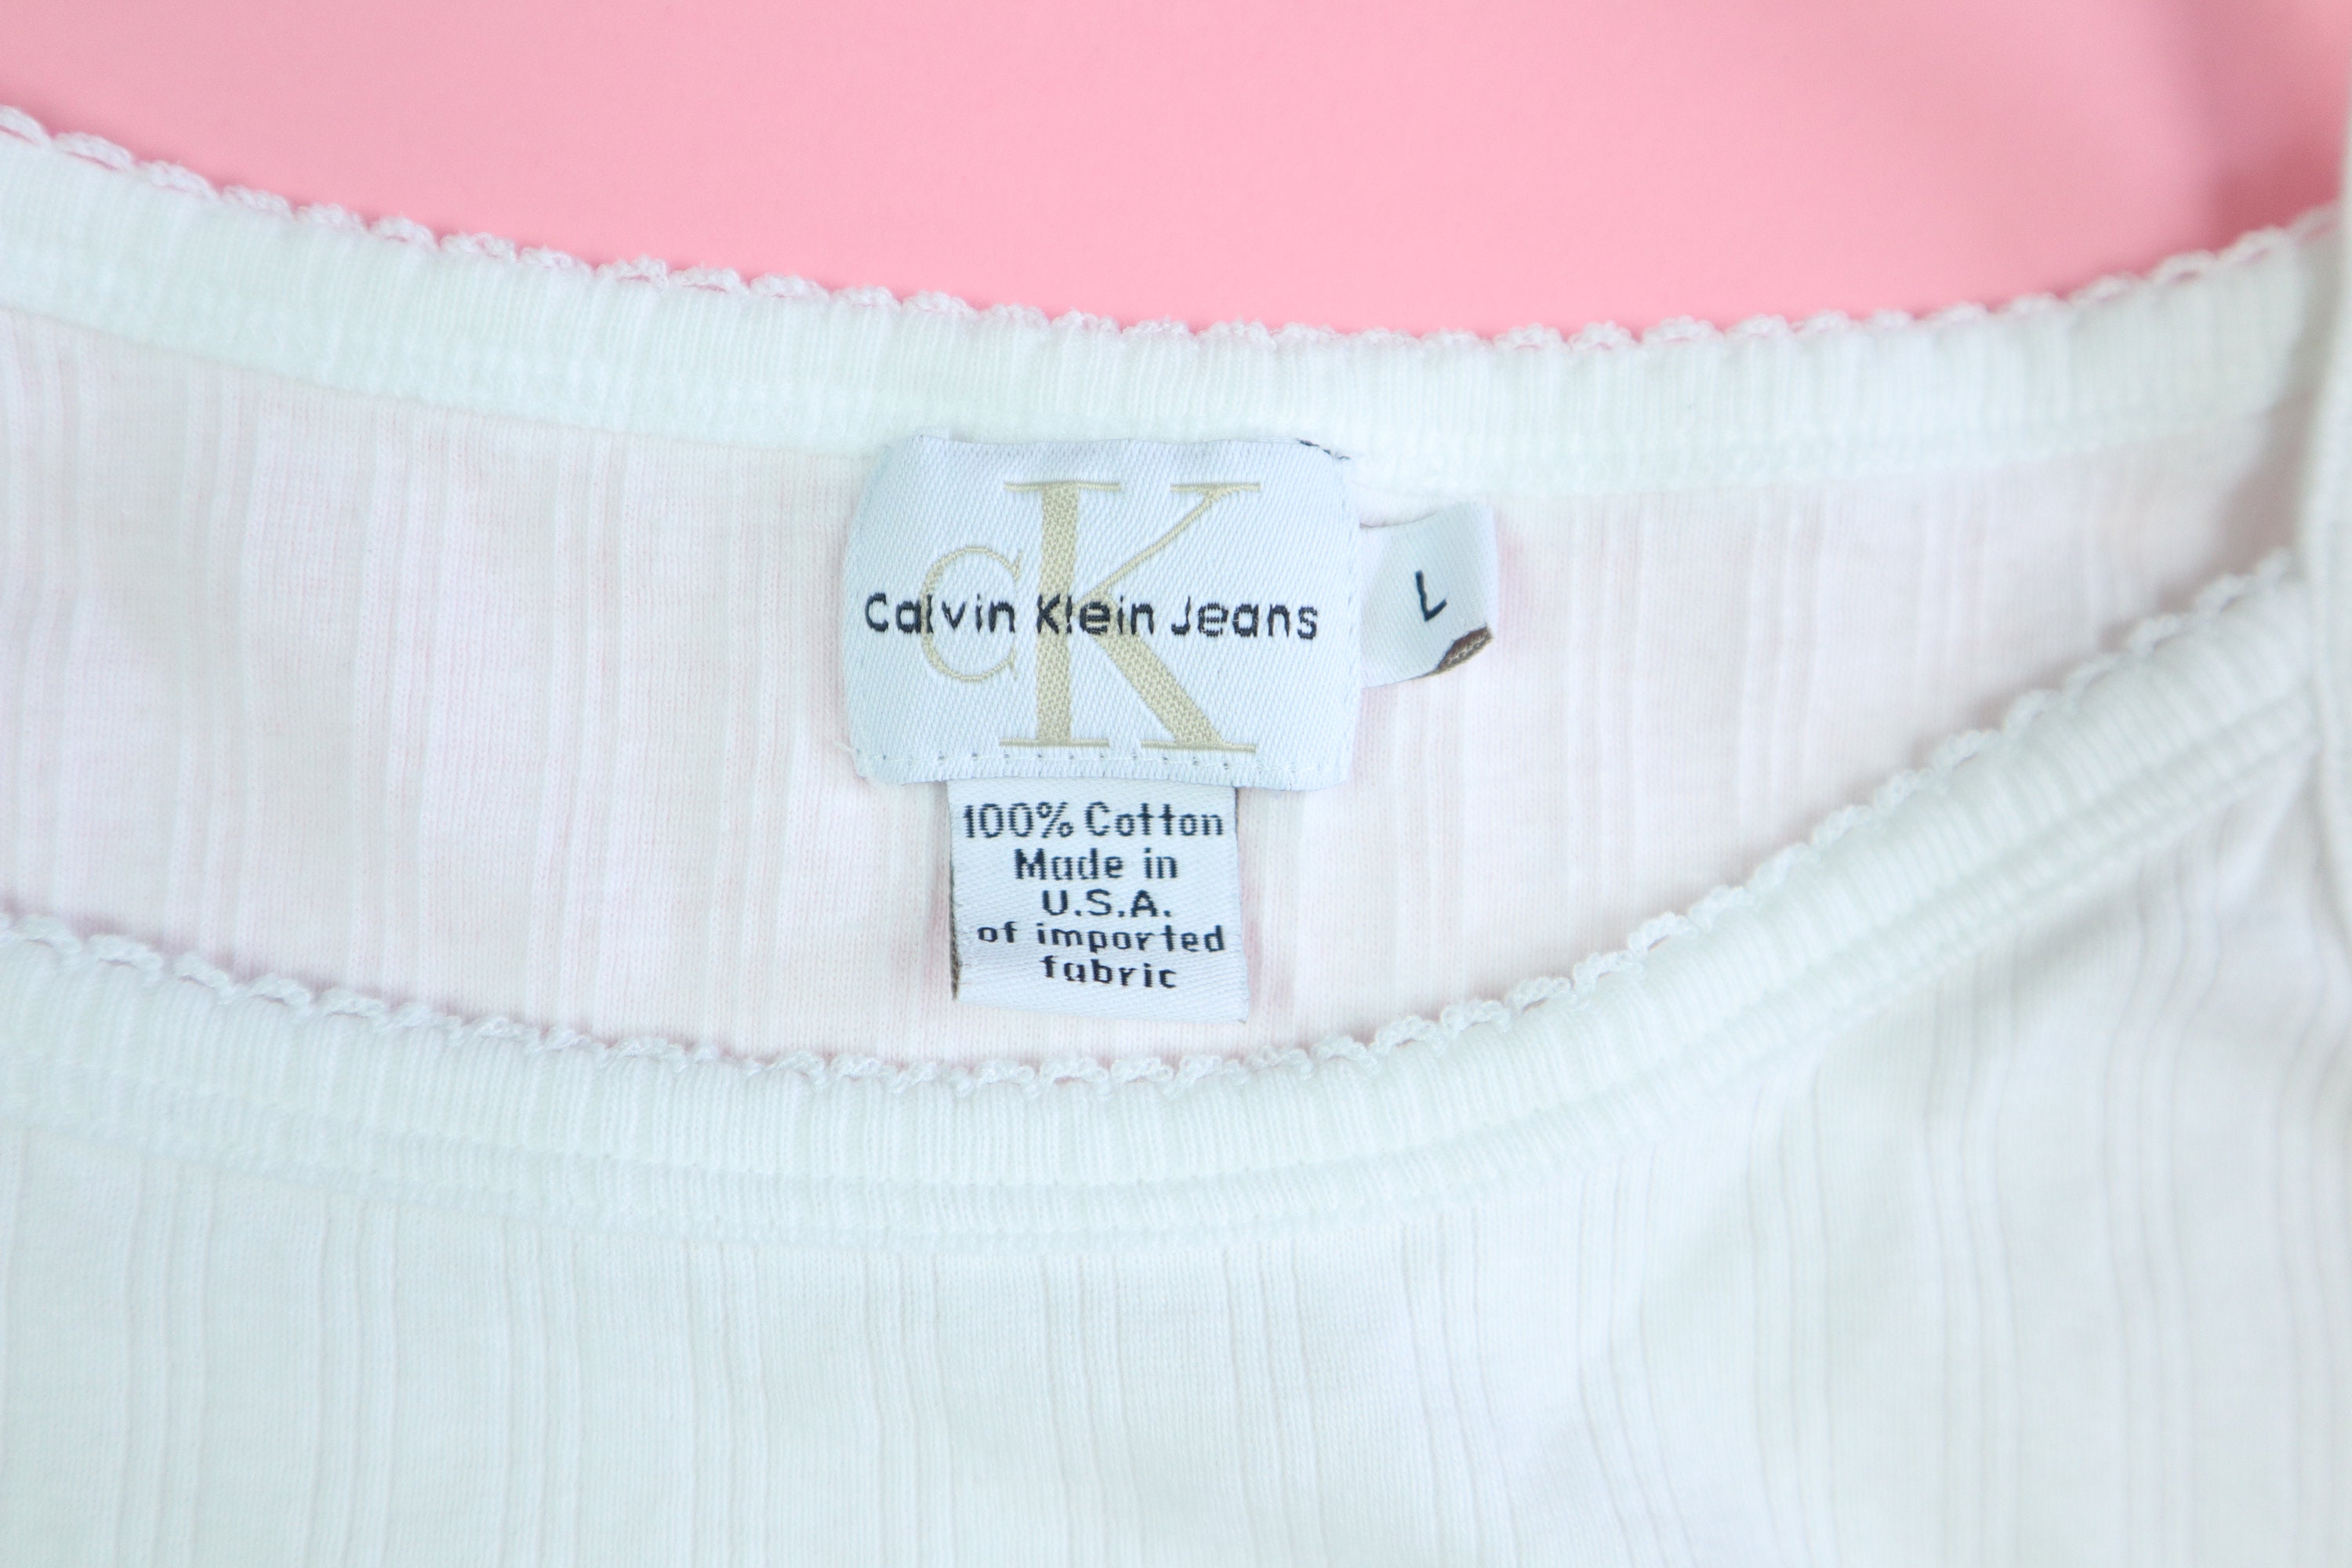 CK
Calvin Klein Jeans
L
100% Cotton
Made in
U.S.A.
of imported
fabric